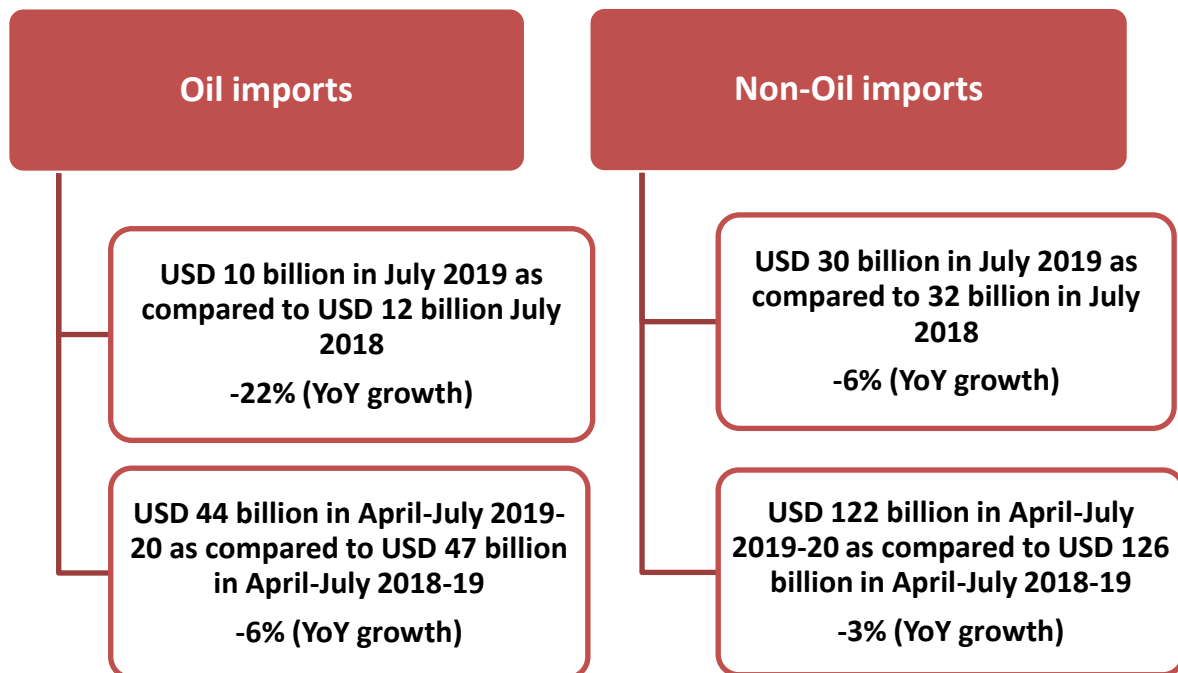 Oil imports
USD 10 billion in July 2019 as
compared to USD 12 billion July
2018
-22% (YoY growth)
USD 44 billion in April-July 2019-
20 as compared to USD 47 billion
in April-July 2018-19
-6% (YoY growth)
Non-Oil imports
USD 30 billion in July 2019 as
compared to 32 billion in July
2018
-6% (YoY growth)
USD 122 billion in April-July
2019-20 as compared to USD 126
billion in April-July 2018-19
-3% (YoY growth)